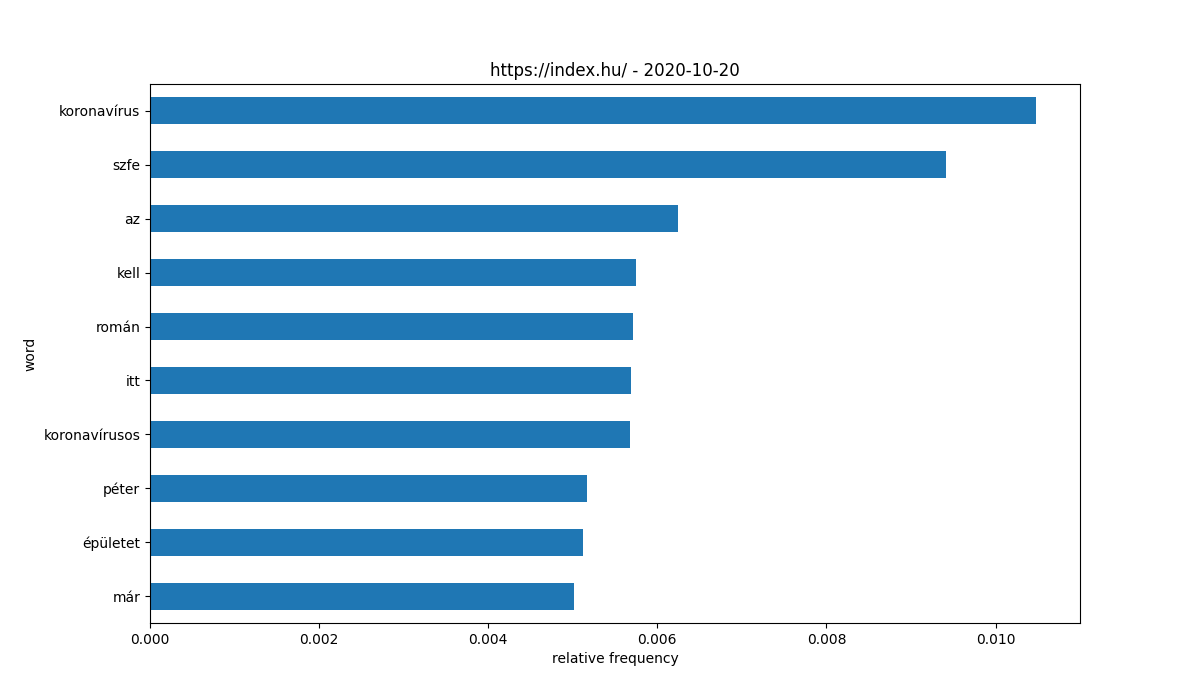 https://index.hu/ - 2020-10-20
koronavírus
szfe
az
kell
román
itt
koronavírusos
péter
épületet
már
word
0.000 0.002 0.004 0.006 0.008 0.010
relative frequency